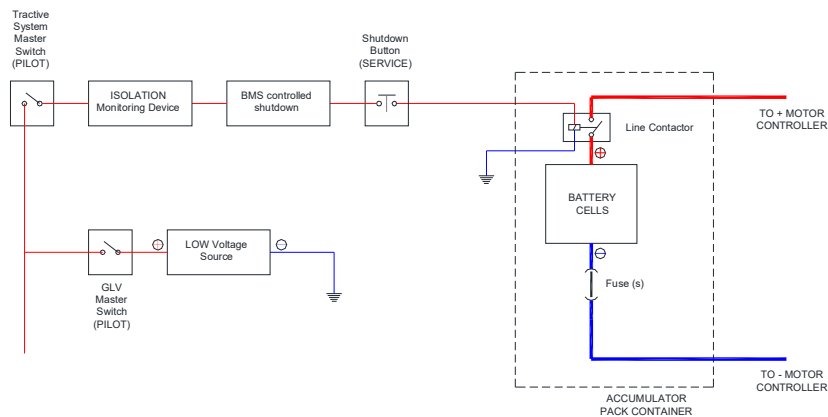 Tractive
System
Master
Switch
(PILOT)
ISOLATION
Monitoring Device
BMS controlled
shutdown
Shutdown
Button
(SERVICE)
Line Contactor
TO + MOTOR
CONTROLLER
BATTERY
CELLS
LOW Voltage
Source
GLV
Master
Switch
(PILOT)
Fuse (s)
TO - MOTOR
CONTROLLER
ACCUMULATOR
PACK CONTAINER